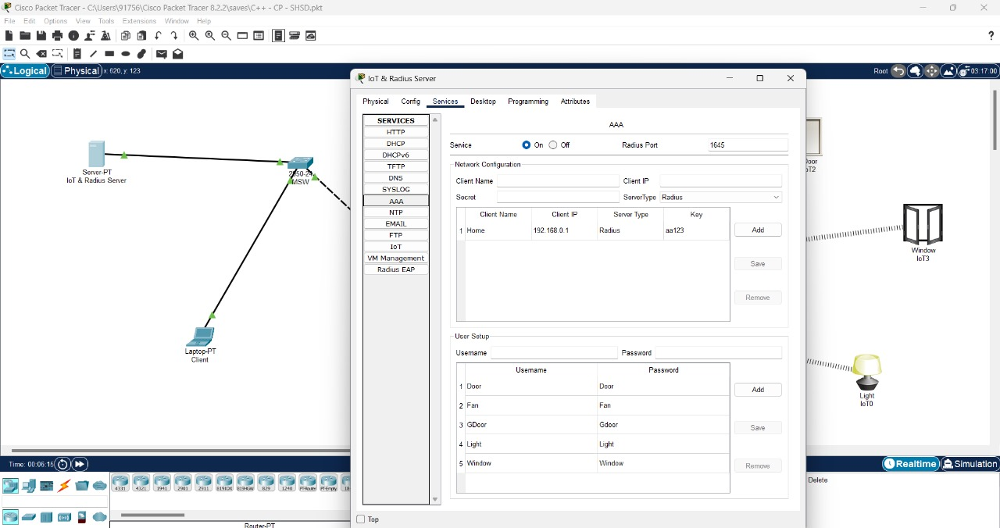 Cisco Packet Tracer - C:\Users\91756\Cisco Packet Tracer 8.2.2\saves\C++ - CP - SHSD.pkt
File Edit Options View Tools Extensions Window Help
?
Logical Physical x: 620, y: 123
Root 03:17:00
IoT & Radius Server
Physical Config Services Desktop Programming Attributes
SERVICES
HTTP
DHCP
DHCPv6
TFTP
DNS
SYSLOG
AAA
NTP
EMAIL
FTP
IoT
VM Management
Radius EAP
AAA
Service On Off Radius Port 1645
Network Configuration
Client Name Client IP
Secret ServerType Radius
Client Name Client IP Server Type Key
1 Home 192.168.0.1 Radius aa123
Add
Save
Remove
User Setup
Username Password
Username Password
1 Door Door
2 Fan Fan
3 GDoor Gdoor
4 Light Light
5 Window Window
Add
Save
Remove
Top
Server-PT
IoT & Radius Server
MSW
Laptop-PT
Client
Window
IoT3
Light
IoT0
Time: 00:06:15
Realtime Simulation
4331 4321 1941 2901 2911 819IOX 819HGW 829 1240 PT-Router PT-Empty
Router-PT
Delete